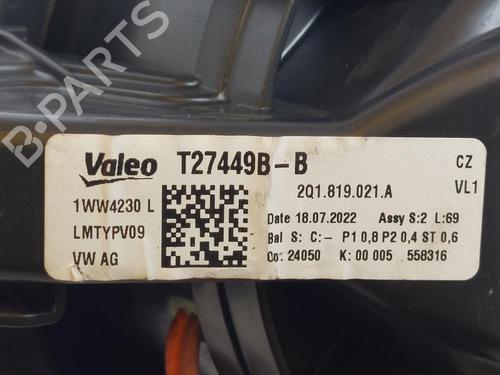 B-PARTS
Valeo T27449B-B CZ
2Q1.819.021.A VL1
1WW4230 L
Date 18.07.2022 Assy S:2 L:69
LMTYPV09
Bal S: C:- P1 0,8 P2 0,4 ST 0,6
VW AG
Co: 24050 K: 00 005 558316